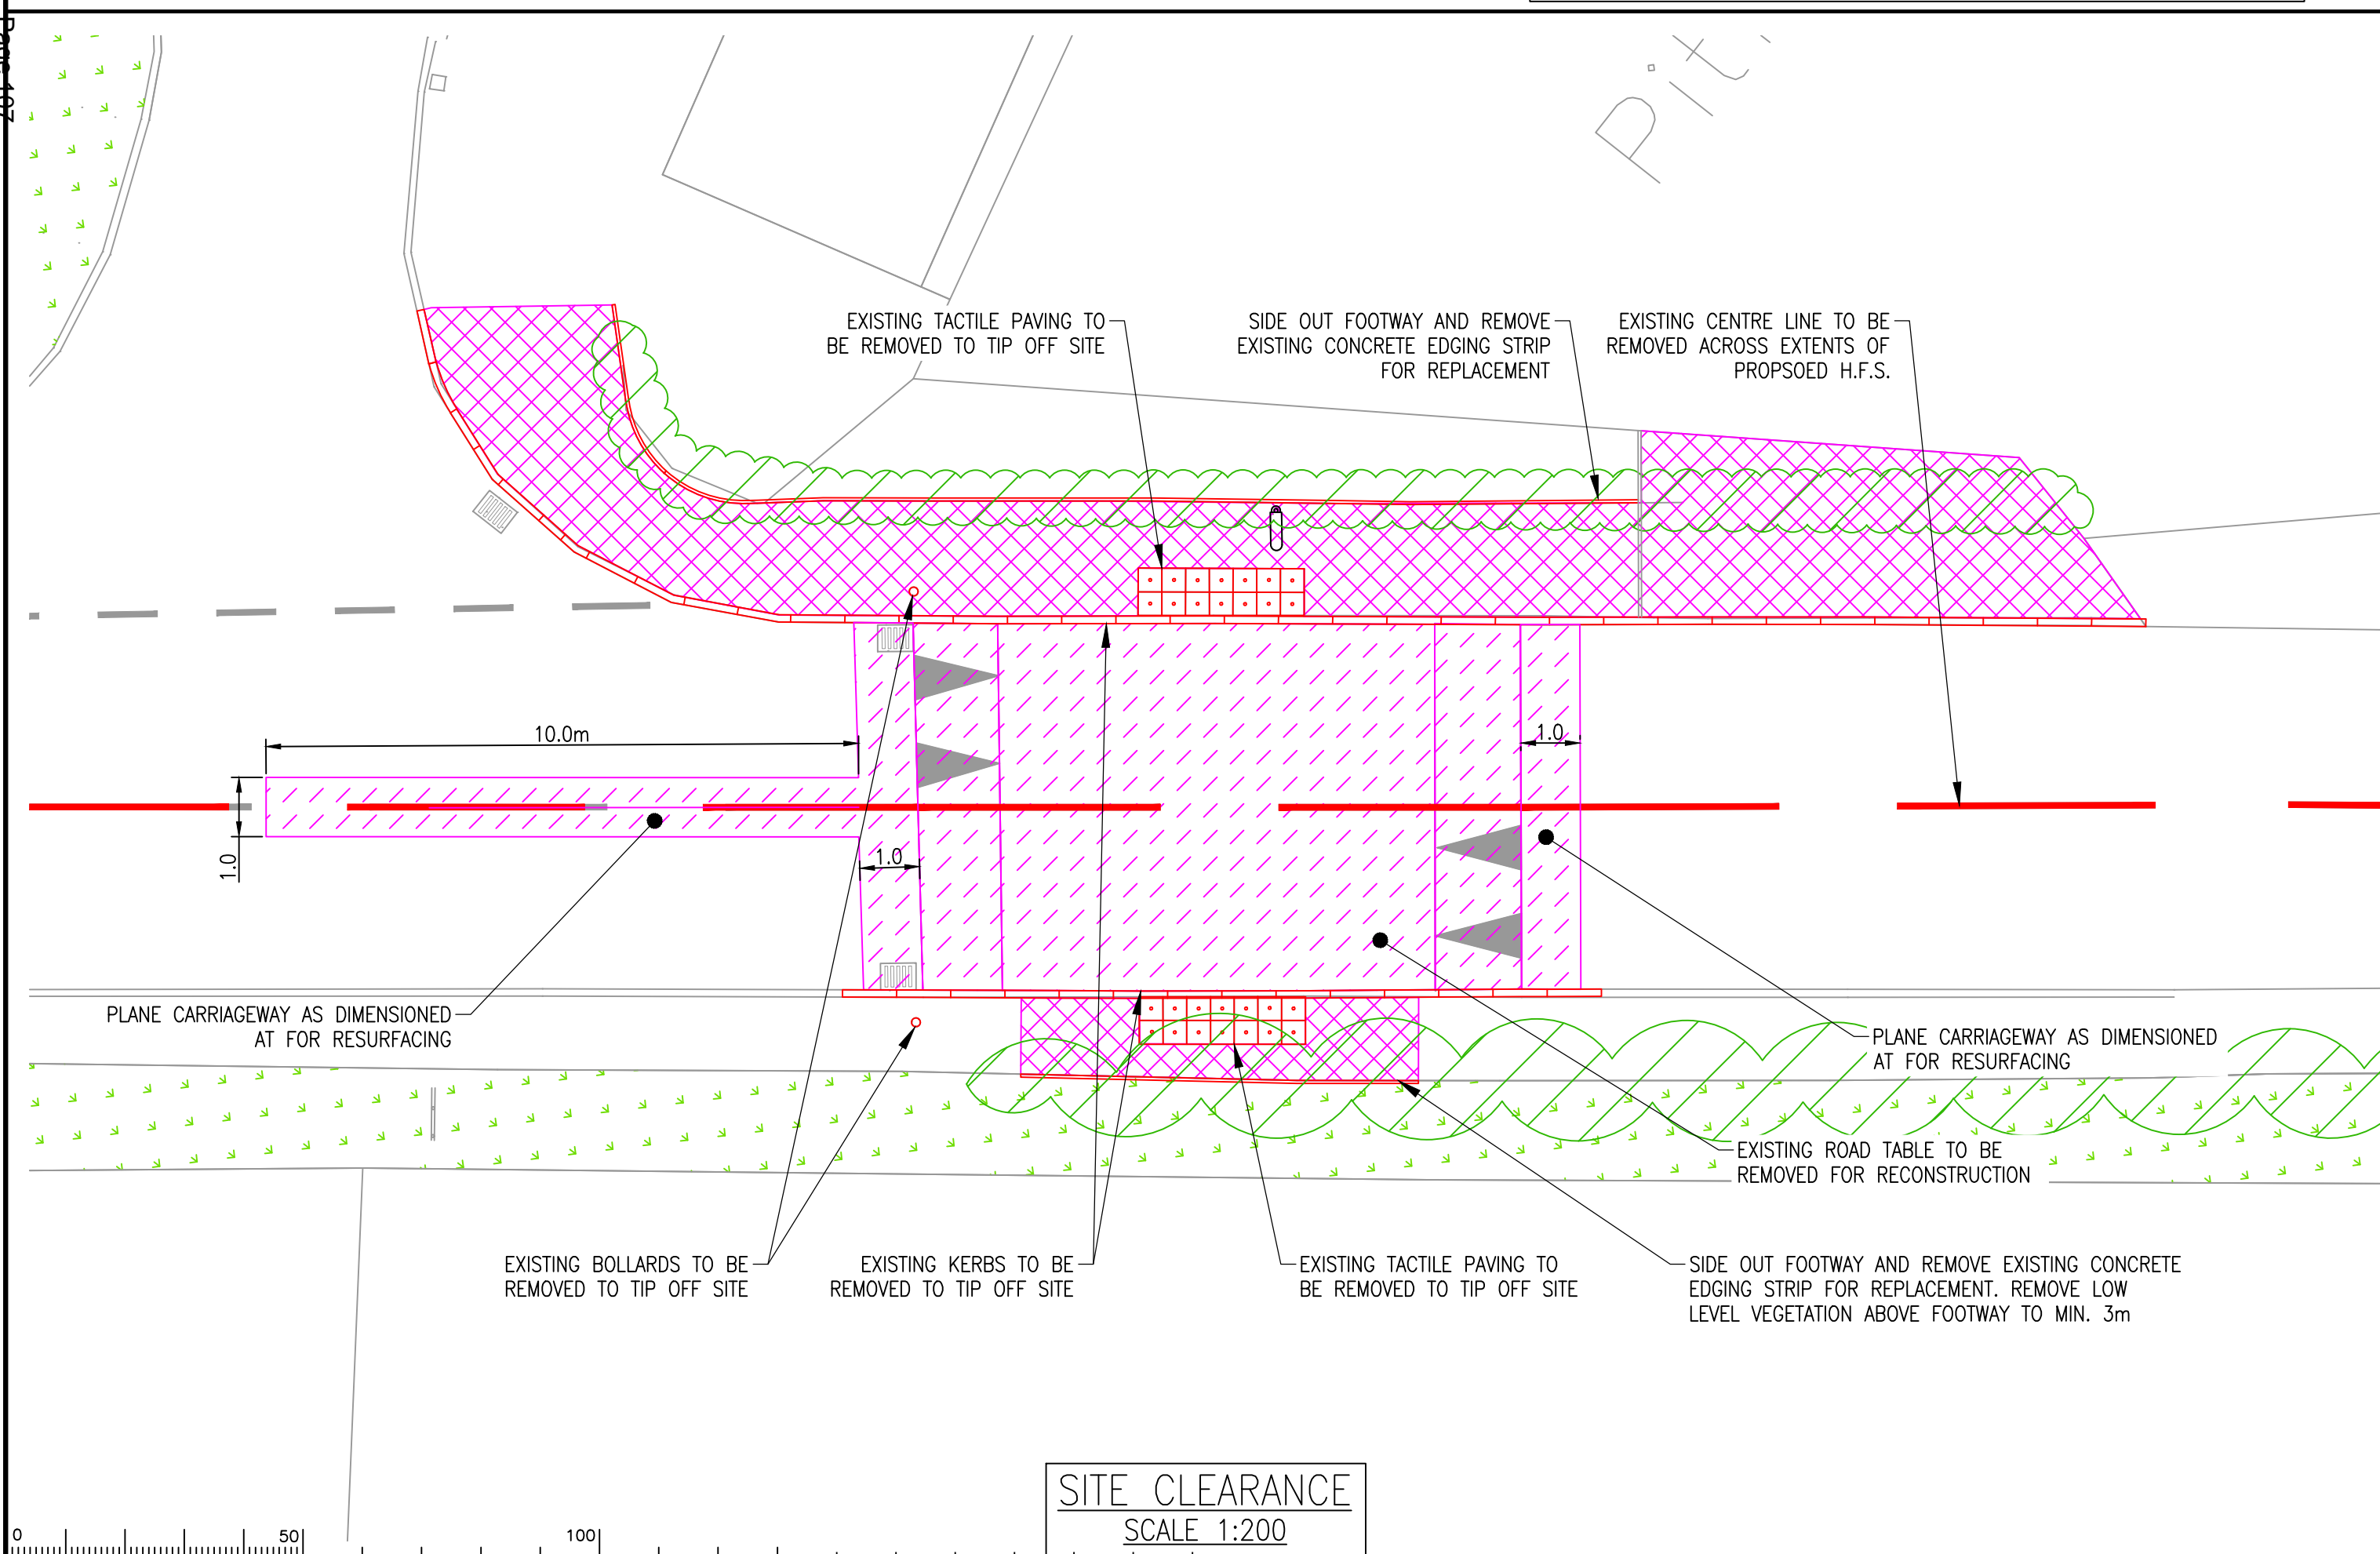 Page 107
Pit
EXISTING TACTILE PAVING TO
BE REMOVED TO TIP OFF SITE
SIDE OUT FOOTWAY AND REMOVE
EXISTING CONCRETE EDGING STRIP
FOR REPLACEMENT
EXISTING CENTRE LINE TO BE
REMOVED ACROSS EXTENTS OF
PROPSOED H.F.S.
10.0m
1.0
1.0
1.0
PLANE CARRIAGEWAY AS DIMENSIONED
AT FOR RESURFACING
PLANE CARRIAGEWAY AS DIMENSIONED
AT FOR RESURFACING
EXISTING ROAD TABLE TO BE
REMOVED FOR RECONSTRUCTION
EXISTING BOLLARDS TO BE
REMOVED TO TIP OFF SITE
EXISTING KERBS TO BE
REMOVED TO TIP OFF SITE
EXISTING TACTILE PAVING TO
BE REMOVED TO TIP OFF SITE
SIDE OUT FOOTWAY AND REMOVE EXISTING CONCRETE
EDGING STRIP FOR REPLACEMENT. REMOVE LOW
LEVEL VEGETATION ABOVE FOOTWAY TO MIN. 3m
SITE CLEARANCE
SCALE 1:200
0
50
100